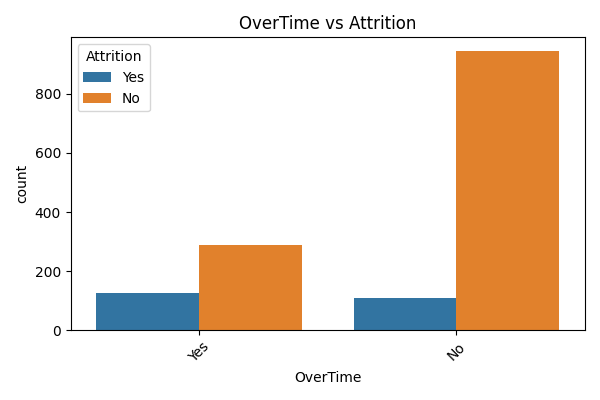 OverTime vs Attrition
Attrition
Yes
No
800
600
400
200
0
count
Yes
No
OverTime